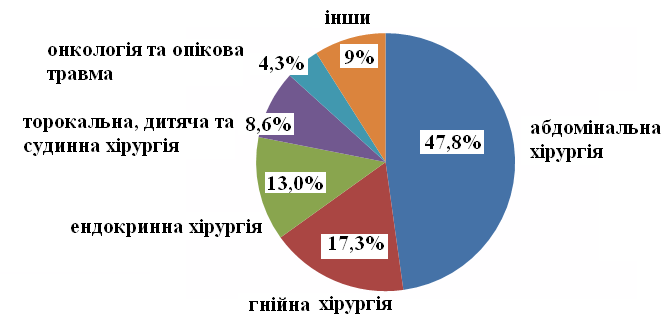 інши
9%
онкологія та опікова
травма
4,3%
торокальна, дитяча та
судинна хірургія
8,6%
47,8%
абдомінальна
хірургія
13,0%
ендокринна хірургія
17,3%
гнійна хірургія